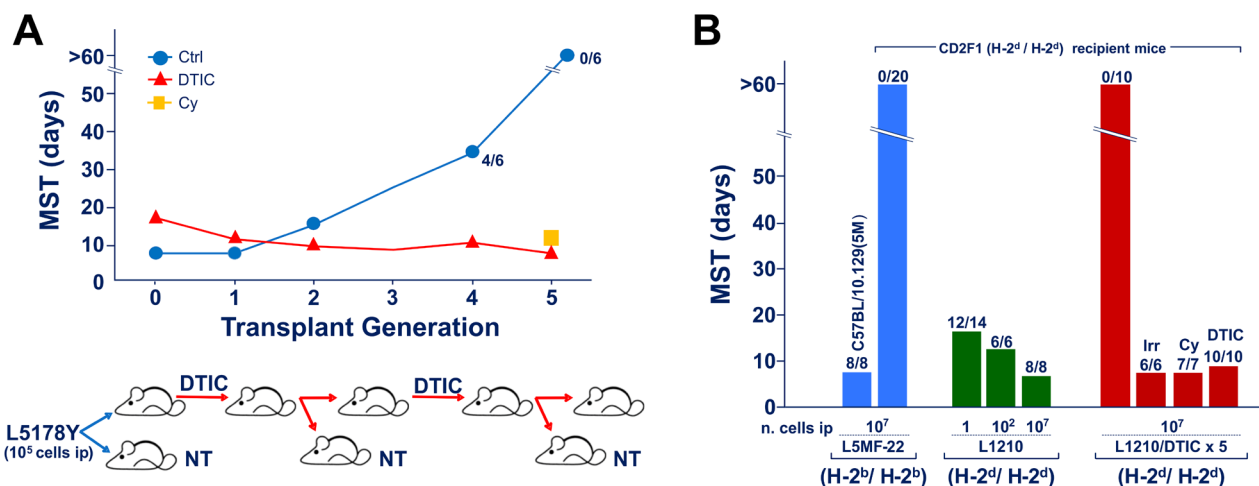 A
MST (days)
>60
50
40
30
20
10
0
Ctrl
DTIC
Cy
4/6
0/6
0 1 2 3 4 5
Transplant Generation
L5178Y
(10⁵ cells ip)
DTIC
DTIC
NT
NT
NT
B
CD2F1 (H-2ᵈ / H-2ᵈ) recipient mice
MST (days)
>60
50
40
30
20
10
0
C57BL/10.129(5M)
8/8
0/20
12/14
6/6
8/8
0/10
Irr
6/6
Cy
7/7
DTIC
10/10
n. cells ip
10⁷
1 10² 10⁷
10⁷
L5MF-22
L1210
L1210/DTIC x 5
(H-2ᵇ/ H-2ᵇ)
(H-2ᵈ/ H-2ᵈ)
(H-2ᵈ/ H-2ᵈ)